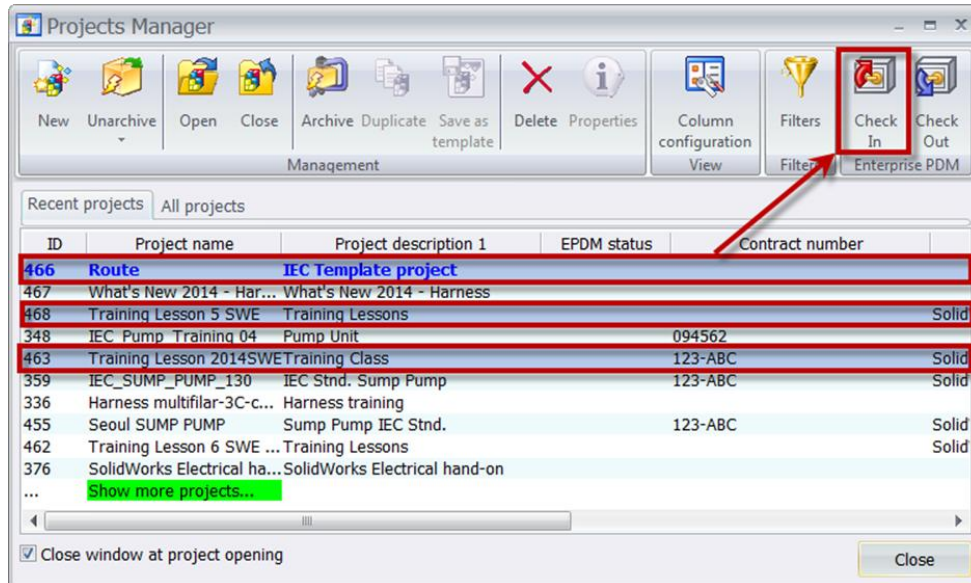 Projects Manager
New Unarchive Open Close Archive Duplicate Save as template Delete Properties Column configuration Filters Check In Check Out
Management View Filters Enterprise PDM
Recent projects All projects
ID Project name Project description 1 EPDM status Contract number
466 Route IEC Template project
467 What's New 2014 - Har... What's New 2014 - Harness
468 Training Lesson 5 SWE Training Lessons Solid
348 IEC_Pump_Training 04 Pump Unit 094562
463 Training Lesson 2014SWE Training Class 123-ABC Solid
359 IEC_SUMP_PUMP_130 IEC Stnd. Sump Pump 123-ABC Solid
336 Harness multifilar-3C-c... Harness training
455 Seoul SUMP PUMP Sump Pump IEC Stnd. 123-ABC Solid
462 Training Lesson 6 SWE ... Training Lessons Solid
376 SolidWorks Electrical ha... SolidWorks Electrical hand-on
... Show more projects...
Close window at project opening
Close